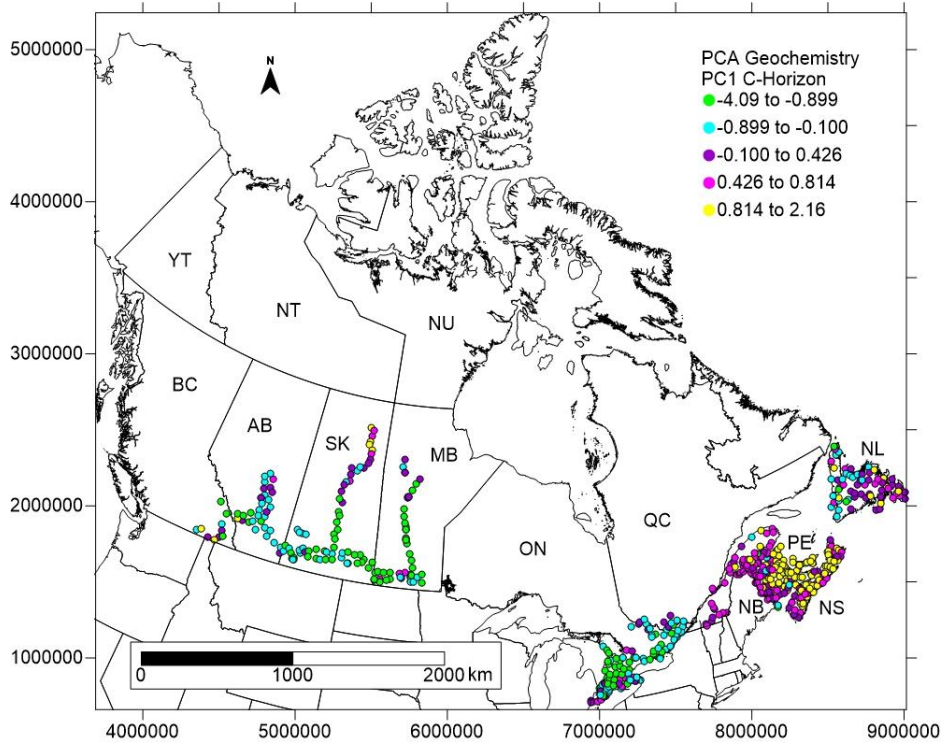 5000000
4000000
3000000
2000000
1000000
N
PCA Geochemistry
PC1 C-Horizon
-4.09 to -0.899
-0.899 to -0.100
-0.100 to 0.426
0.426 to 0.814
0.814 to 2.16
YT
NT
NU
BC
AB
SK
MB
NL
QC
ON
PE
NB
NS
0
1000
2000 km
4000000
5000000
6000000
7000000
8000000
9000000